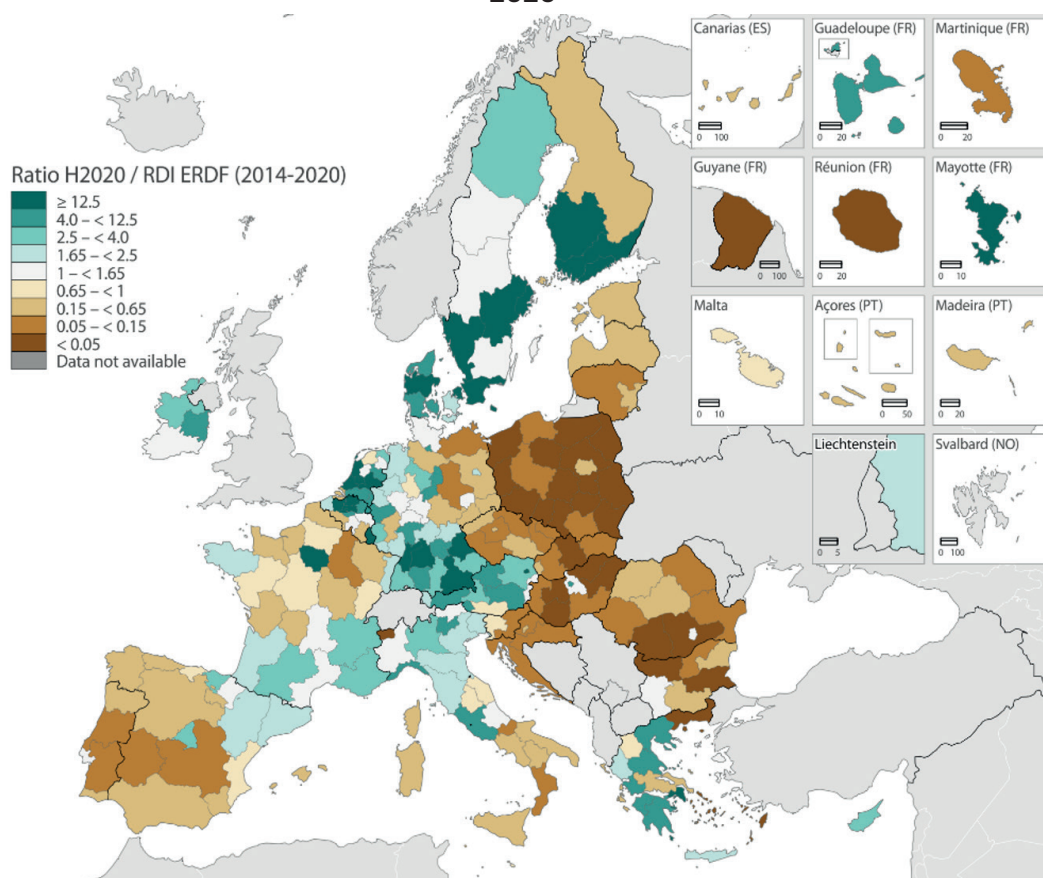 Ratio H2020 / RDI ERDF (2014-2020)
≥ 12.5
4.0 – < 12.5
2.5 – < 4.0
1.65 – < 2.5
1 – < 1.65
0.65 – < 1
0.15 – < 0.65
0.05 – < 0.15
< 0.05
Data not available
Canarias (ES)
0 100
Guadeloupe (FR)
0 20
Martinique (FR)
0 20
Guyane (FR)
0 100
Réunion (FR)
0 20
Mayotte (FR)
0 10
Malta
0 10
Açores (PT)
0 50
Madeira (PT)
0 20
Liechtenstein
0 5
Svalbard (NO)
0 100